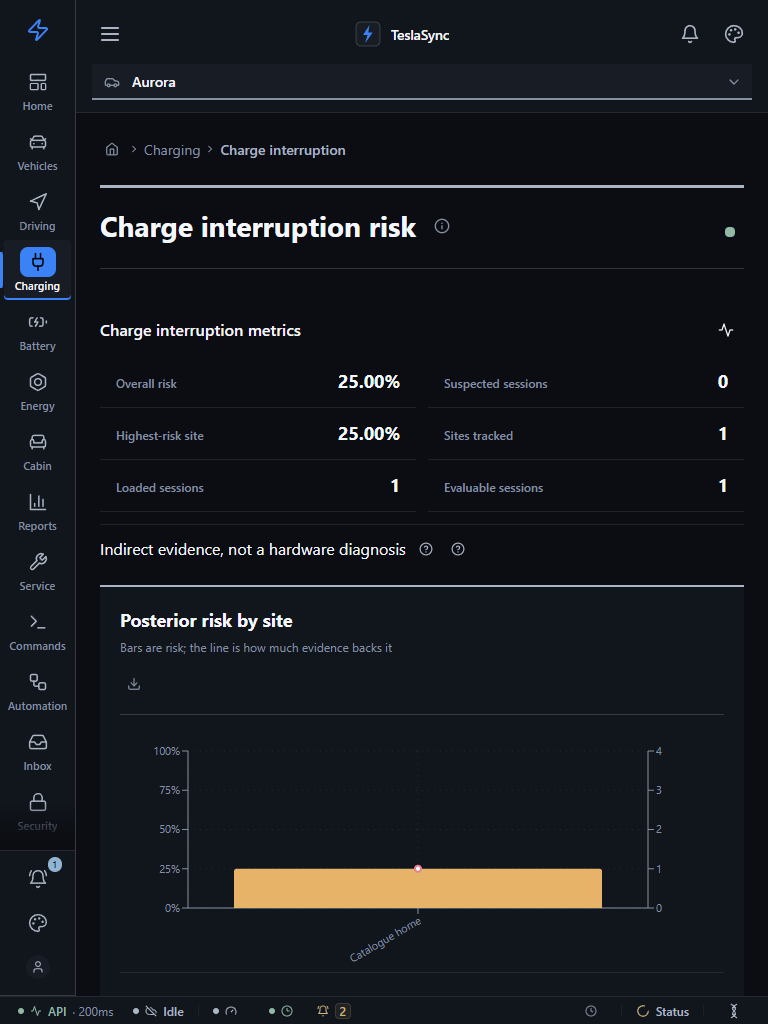 TeslaSync
Aurora
Home
Vehicles
Driving
Charging
Battery
Energy
Cabin
Reports
Service
Commands
Automation
Inbox
Security
1
Charging > Charge interruption
Charge interruption risk
Charge interruption metrics
Overall risk 25.00%
Suspected sessions 0
Highest-risk site 25.00%
Sites tracked 1
Loaded sessions 1
Evaluable sessions 1
Indirect evidence, not a hardware diagnosis
Posterior risk by site
Bars are risk; the line is how much evidence backs it
100% 4
75% 3
50% 2
25% 1
0% 0
Catalogue home
API · 200ms Idle 2 Status